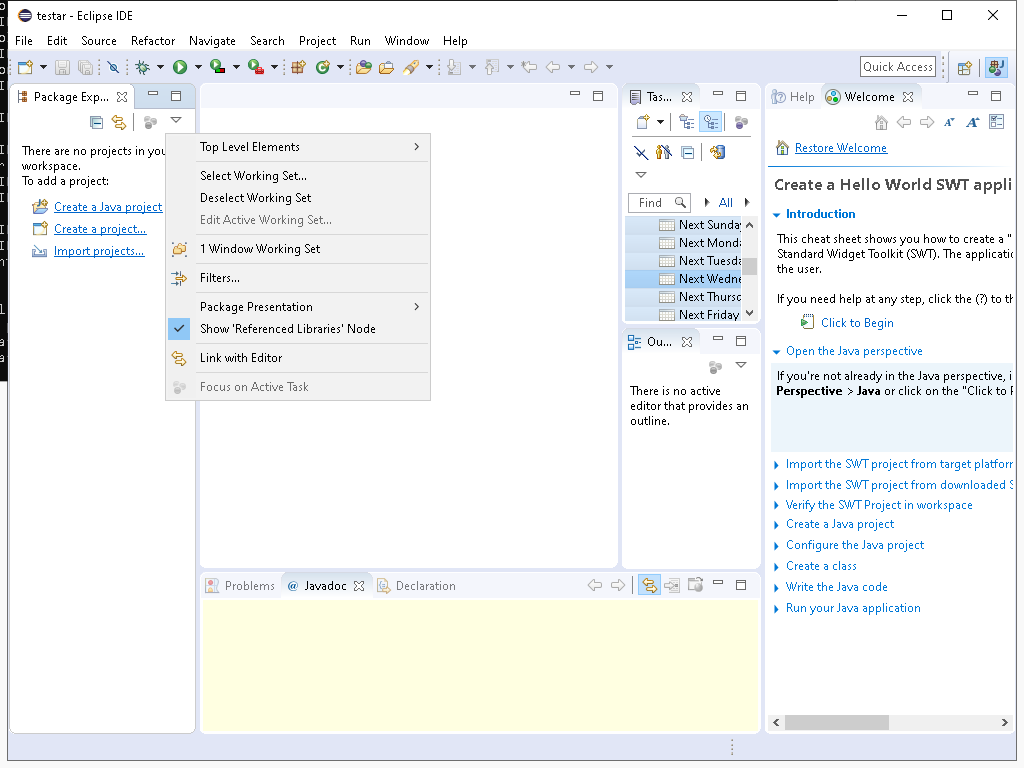 testar - Eclipse IDE
File Edit Source Refactor Navigate Search Project Run Window Help
Quick Access
Package Exp...
There are no projects in you
workspace.
To add a project:
Create a Java project
Create a project...
Import projects...
Top Level Elements
Select Working Set...
Deselect Working Set
Edit Active Working Set...
1 Window Working Set
Filters...
Package Presentation
Show 'Referenced Libraries' Node
Link with Editor
Focus on Active Task
Tas...
Find
All
Next Sunday
Next Monda
Next Tuesda
Next Wedne
Next Thursd
Next Friday
Ou...
There is no active
editor that provides an
outline.
Problems @ Javadoc Declaration
Help Welcome
Restore Welcome
Create a Hello World SWT appli
Introduction
This cheat sheet shows you how to create a "
Standard Widget Toolkit (SWT). The applicatio
the user.
If you need help at any step, click the (?) to th
Click to Begin
Open the Java perspective
If you're not already in the Java perspective, i
Perspective > Java or click on the "Click to P
Import the SWT project from target platform
Import the SWT project from downloaded S
Verify the SWT Project in workspace
Create a Java project
Configure the Java project
Create a class
Write the Java code
Run your Java application